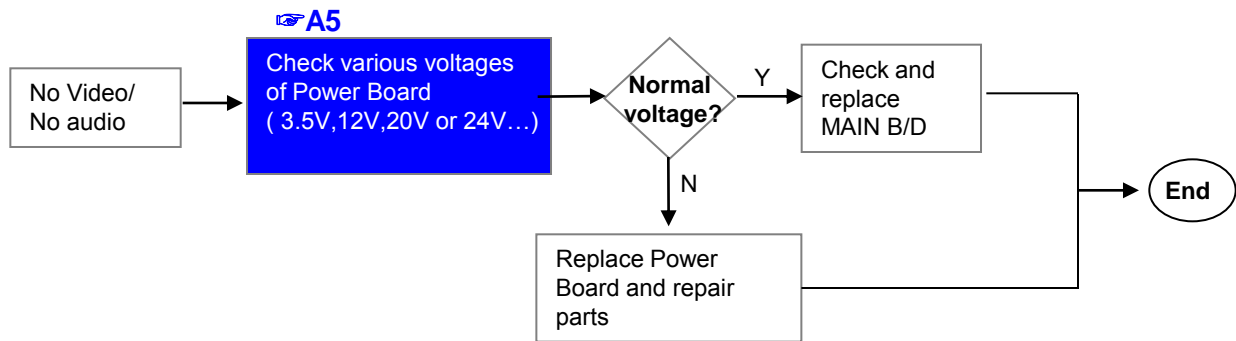 ☞A5
No Video/
No audio
Check various voltages
of Power Board
( 3.5V,12V,20V or 24V…)
Normal
voltage?
Y
Check and
replace
MAIN B/D
N
Replace Power
Board and repair
parts
End